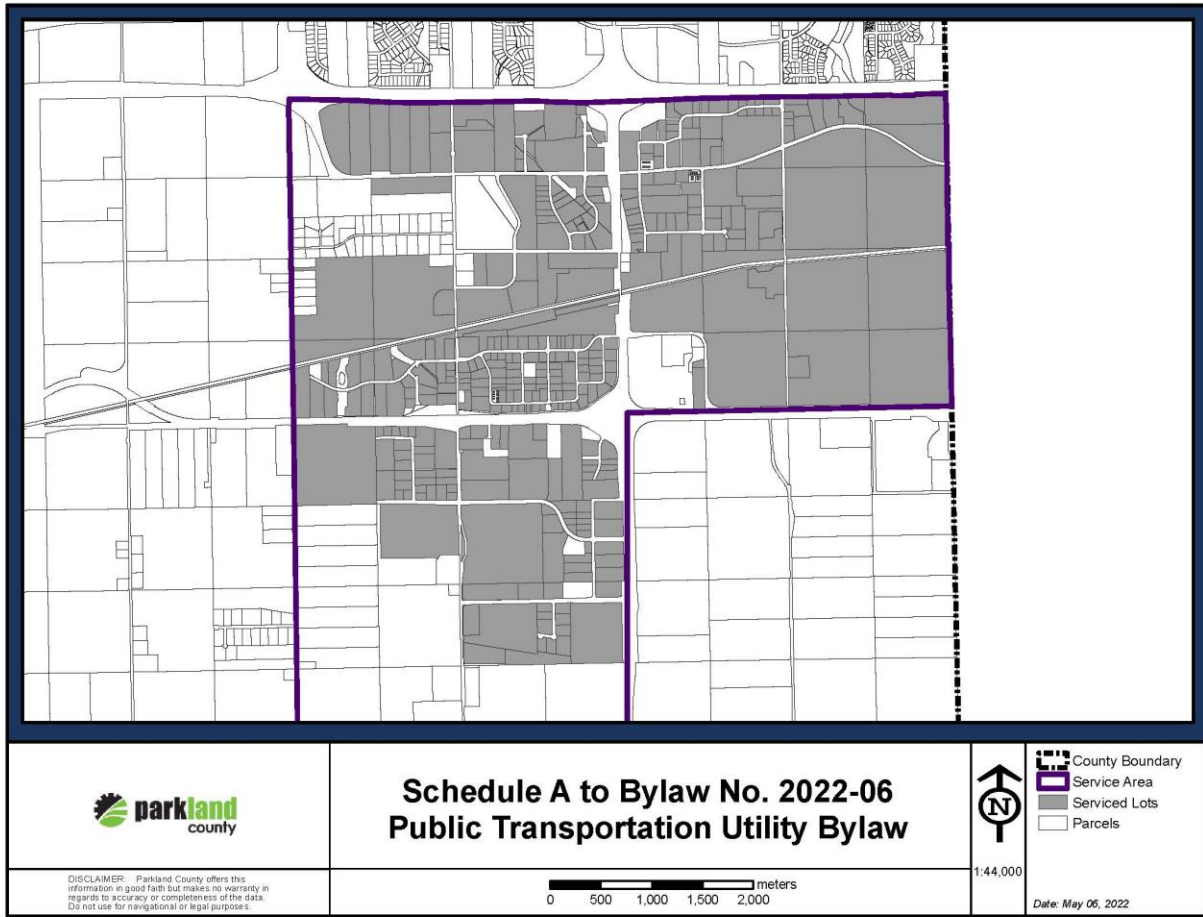 parkland
county
DISCLAIMER: Parkland County offers this
information in good faith but makes no warranty in
regards to accuracy or completeness of the data.
Do not use for navigational or legal purposes.
Schedule A to Bylaw No. 2022-06
Public Transportation Utility Bylaw
0 500 1,000 1,500 2,000 meters
N
1:44,000
County Boundary
Service Area
Serviced Lots
Parcels
Date: May 06, 2022